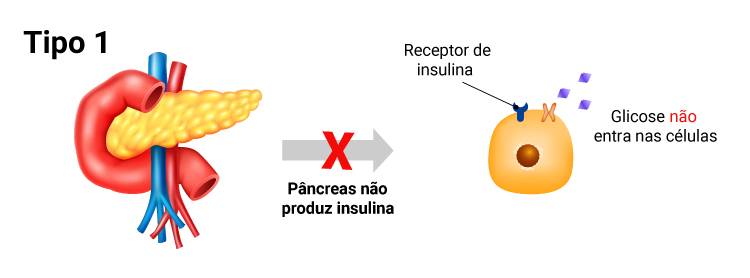 Tipo 1
Receptor de
insulina
Glicose não
entra nas células
X
Pâncreas não
produz insulina